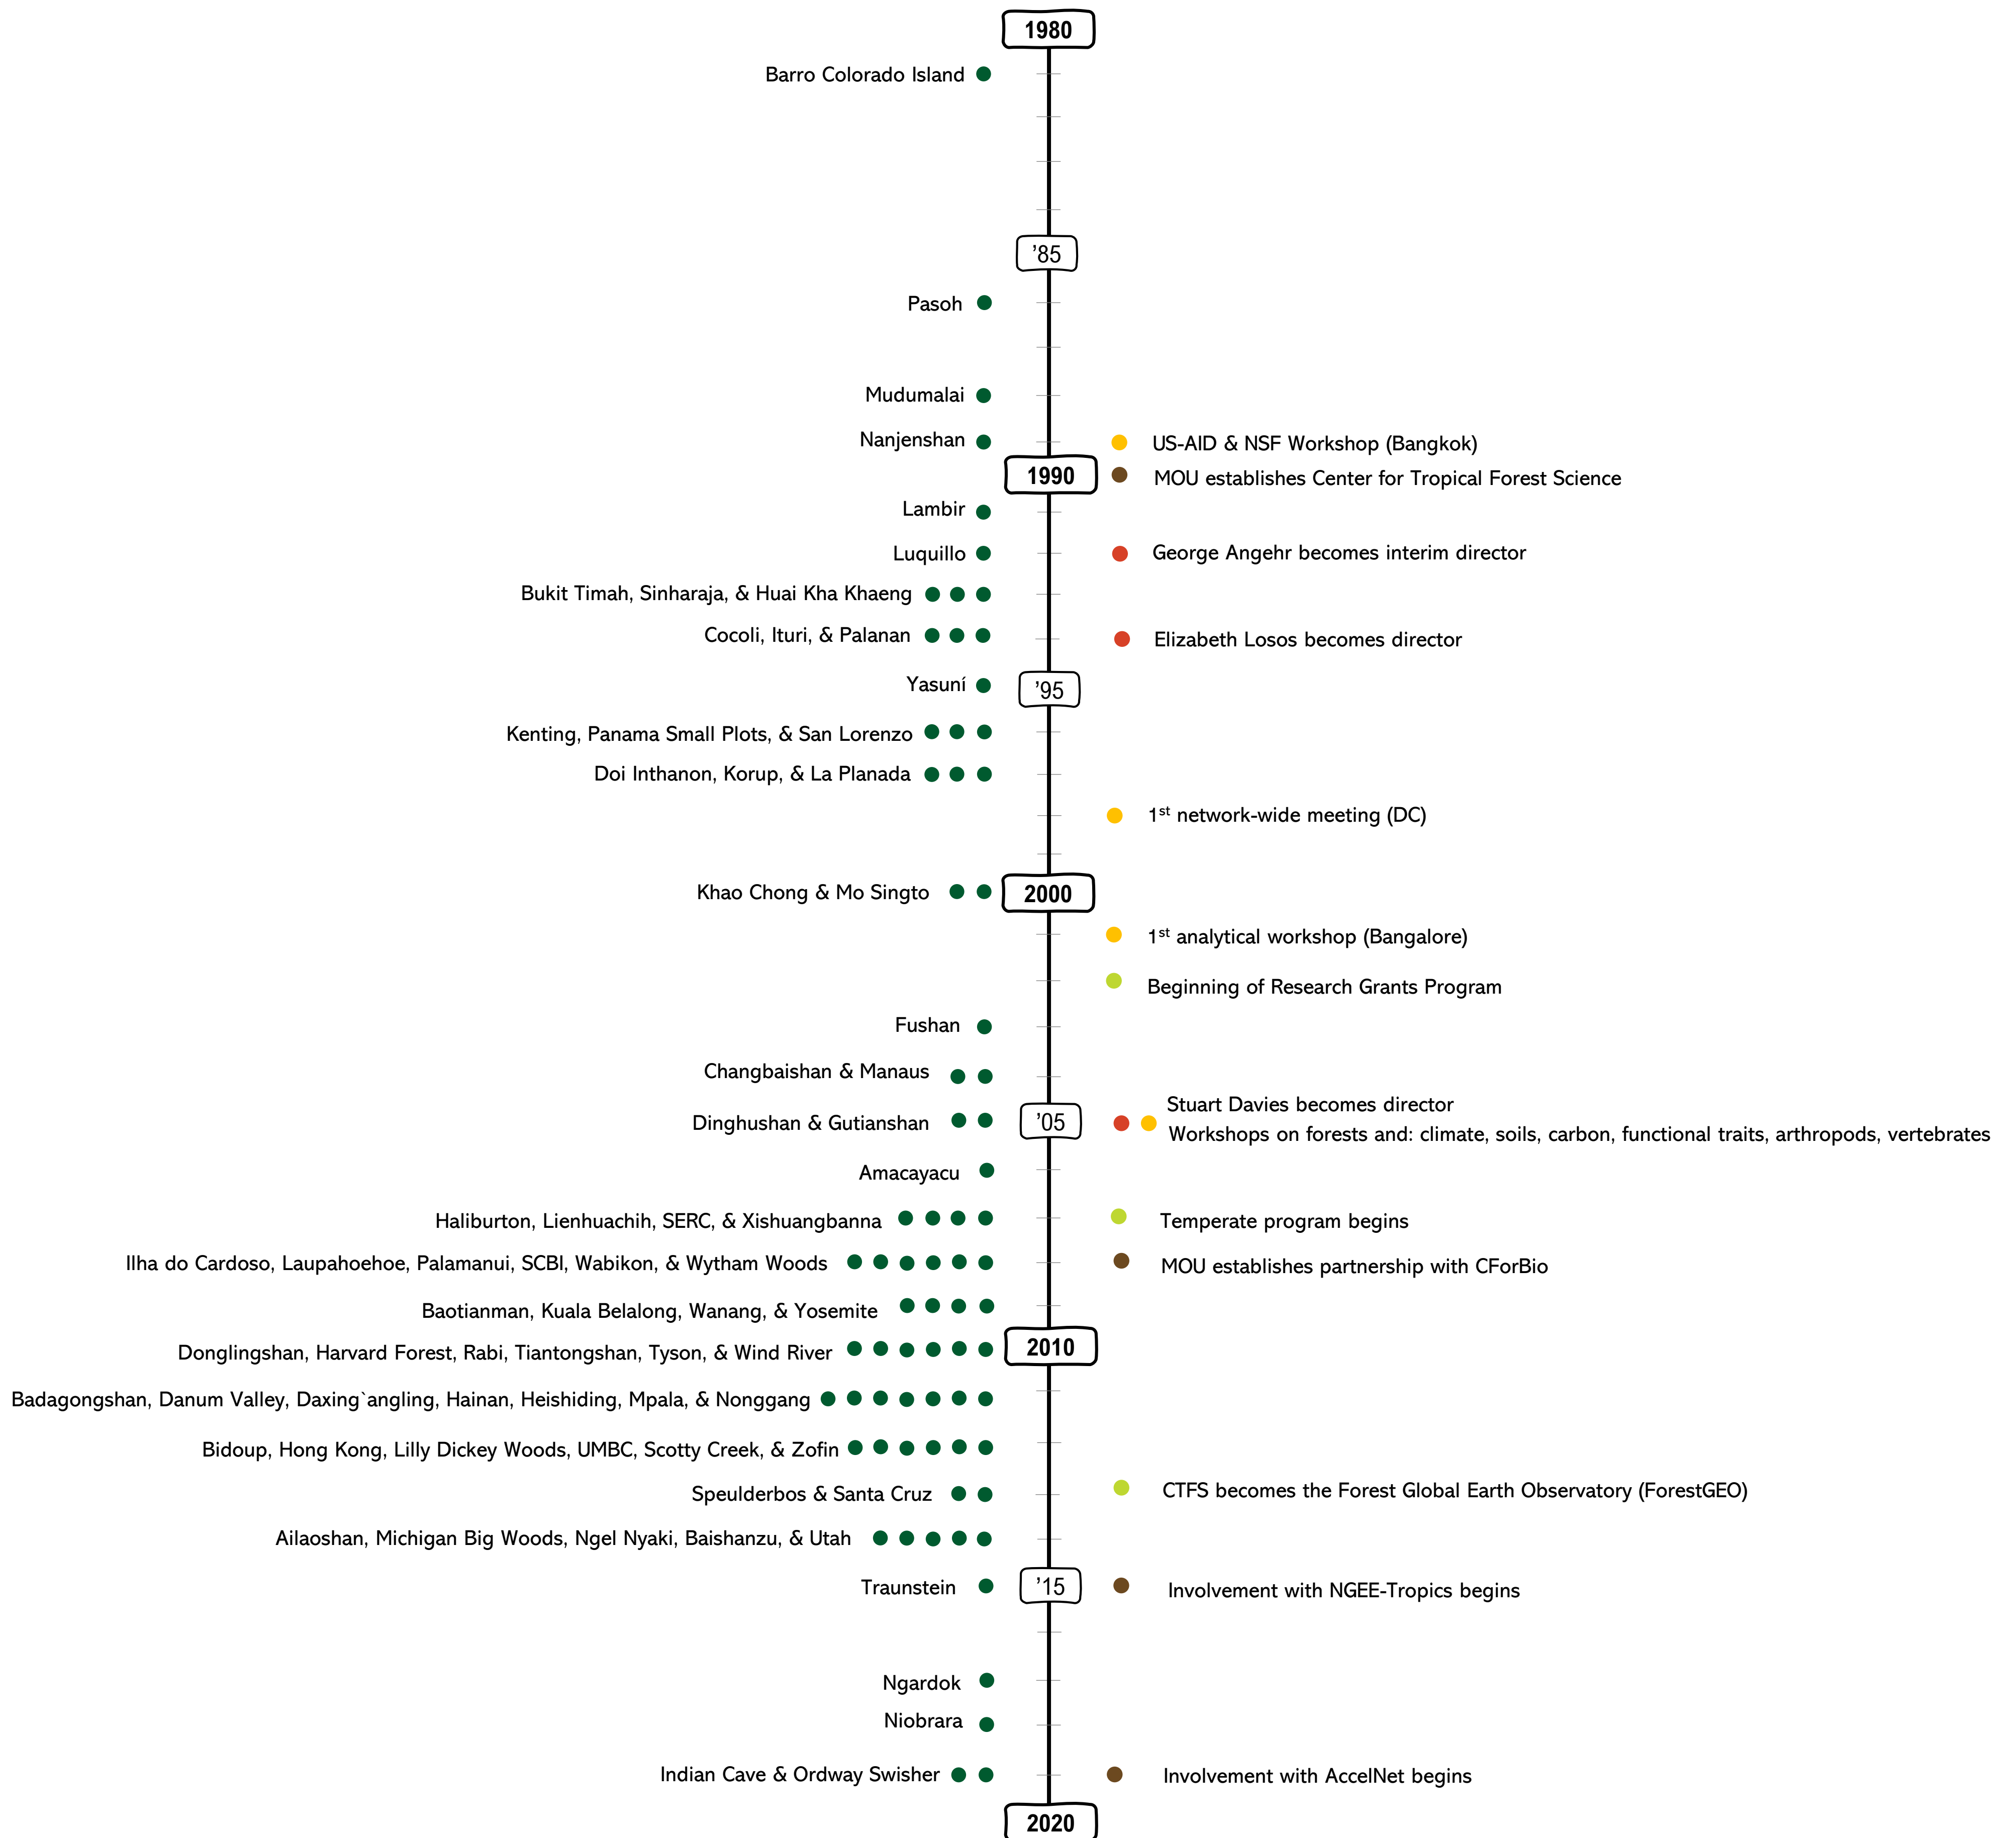 1980
Barro Colorado Island
’85
Pasoh
Mudumalai
Nanjenshan
US-AID & NSF Workshop (Bangkok)
1990
MOU establishes Center for Tropical Forest Science
Lambir
Luquillo
George Angehr becomes interim director
Bukit Timah, Sinharaja, & Huai Kha Khaeng
Cocoli, Ituri, & Palanan
Elizabeth Losos becomes director
Yasuní
’95
Kenting, Panama Small Plots, & San Lorenzo
Doi Inthanon, Korup, & La Planada
1st network-wide meeting (DC)
Khao Chong & Mo Singto
2000
1st analytical workshop (Bangalore)
Beginning of Research Grants Program
Fushan
Changbaishan & Manaus
Dinghushan & Gutianshan
’05
Stuart Davies becomes director
Workshops on forests and: climate, soils, carbon, functional traits, arthropods, vertebrates
Amacayacu
Haliburton, Lienhuachih, SERC, & Xishuangbanna
Temperate program begins
Ilha do Cardoso, Laupahoehoe, Palamanui, SCBI, Wabikon, & Wytham Woods
MOU establishes partnership with CForBio
Baotianman, Kuala Belalong, Wanang, & Yosemite
Donglingshan, Harvard Forest, Rabi, Tiantongshan, Tyson, & Wind River
2010
Badagongshan, Danum Valley, Daxing`angling, Hainan, Heishiding, Mpala, & Nonggang
Bidoup, Hong Kong, Lilly Dickey Woods, UMBC, Scotty Creek, & Zofin
Speulderbos & Santa Cruz
CTFS becomes the Forest Global Earth Observatory (ForestGEO)
Ailaoshan, Michigan Big Woods, Ngel Nyaki, Baishanzu, & Utah
Traunstein
’15
Involvement with NGEE-Tropics begins
Ngardok
Niobrara
Indian Cave & Ordway Swisher
Involvement with AccelNet begins
2020